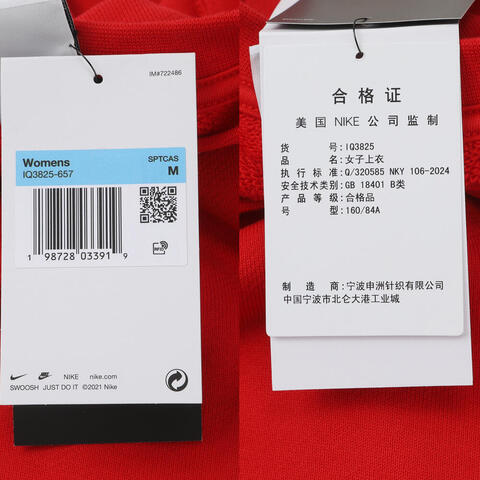 IM#722486
Womens
SPTCAS
IQ3825-657
M
1 98728 03391 9
RFID
NIKE
nike.com
SWOOSH JUST DO IT ©2021 Nike
合格证
美国 NIKE 公司监制
货号:IQ3825
品名:女子上衣
执行标准:Q/320585 NKY 106-2024
安全技术类别:GB 18401 B类
产品等级:合格品
号型:160/84A
制造商:宁波申洲针织有限公司
中国宁波市北仑大港工业城